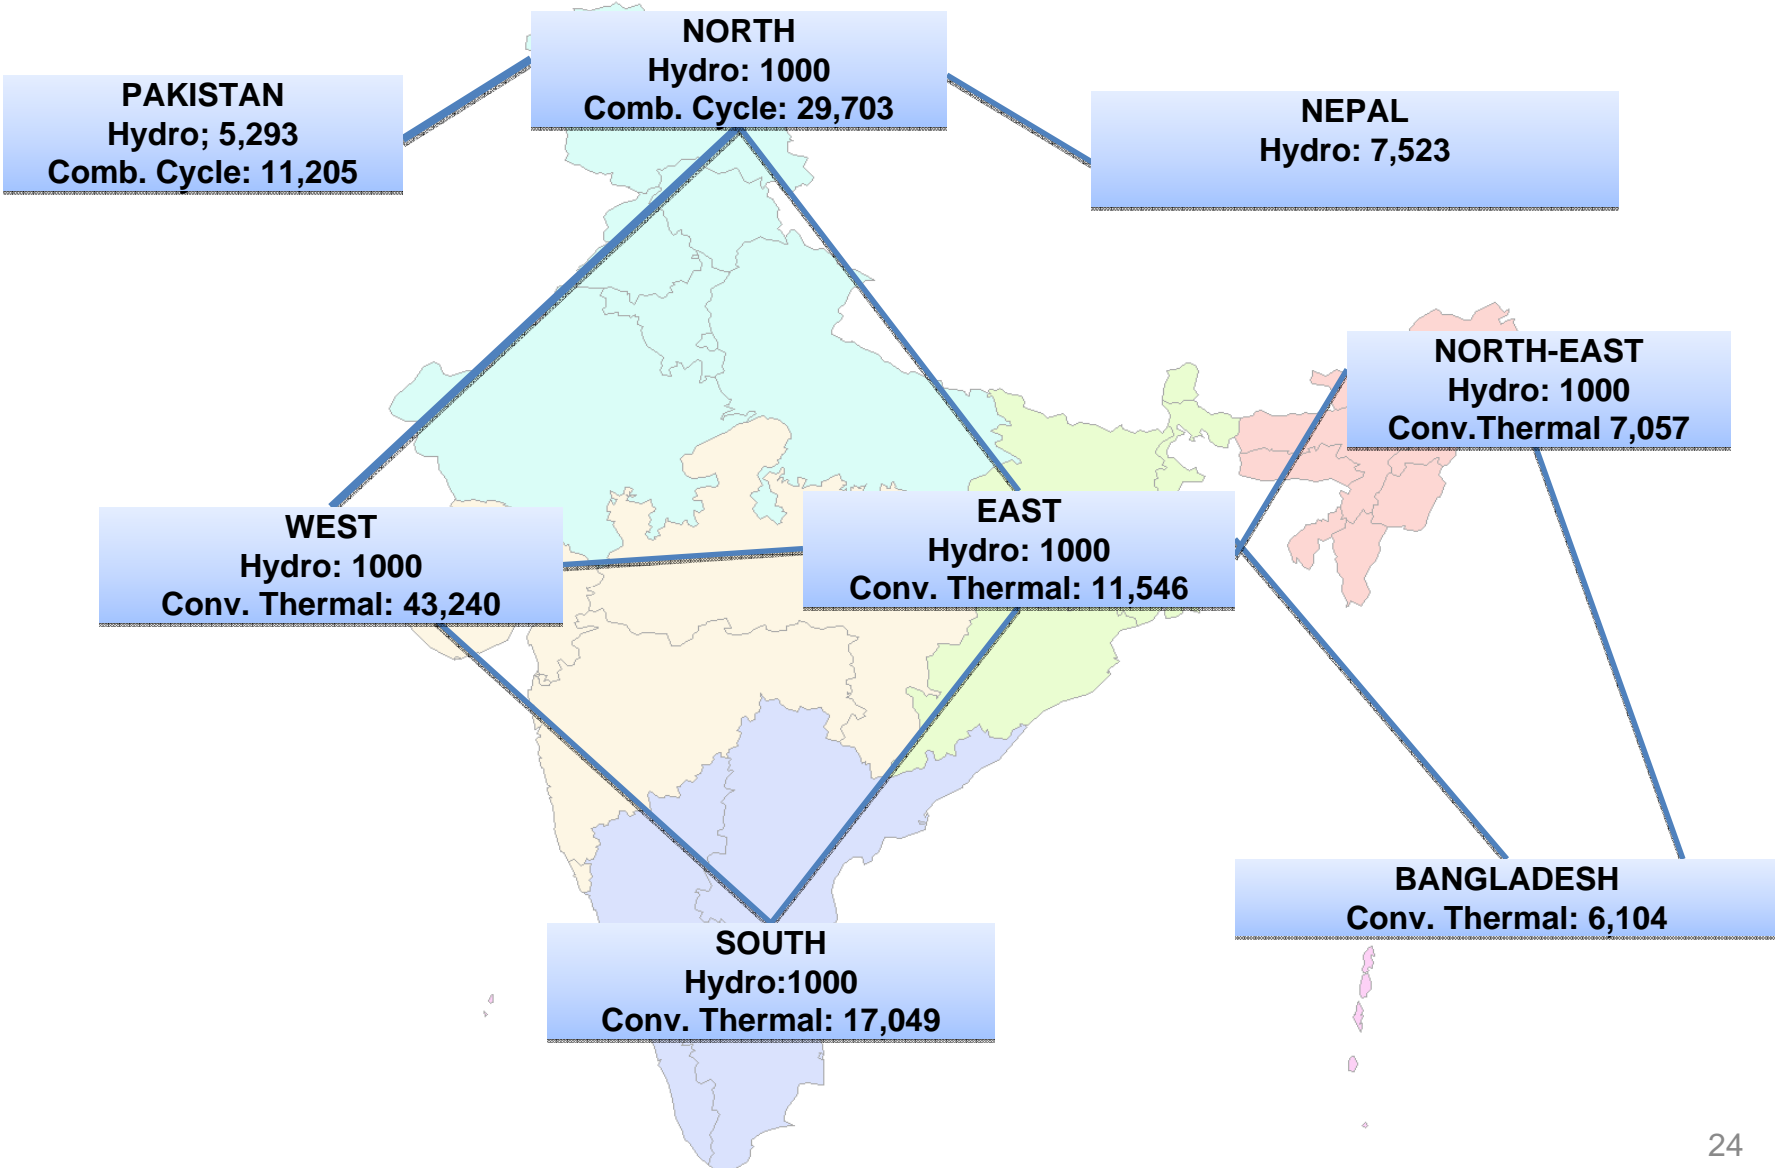 NORTH
Hydro: 1000
Comb. Cycle: 29,703
PAKISTAN
Hydro; 5,293
Comb. Cycle: 11,205
NEPAL
Hydro: 7,523
NORTH-EAST
Hydro: 1000
Conv.Thermal 7,057
WEST
Hydro: 1000
Conv. Thermal: 43,240
EAST
Hydro: 1000
Conv. Thermal: 11,546
BANGLADESH
Conv. Thermal: 6,104
SOUTH
Hydro:1000
Conv. Thermal: 17,049
24